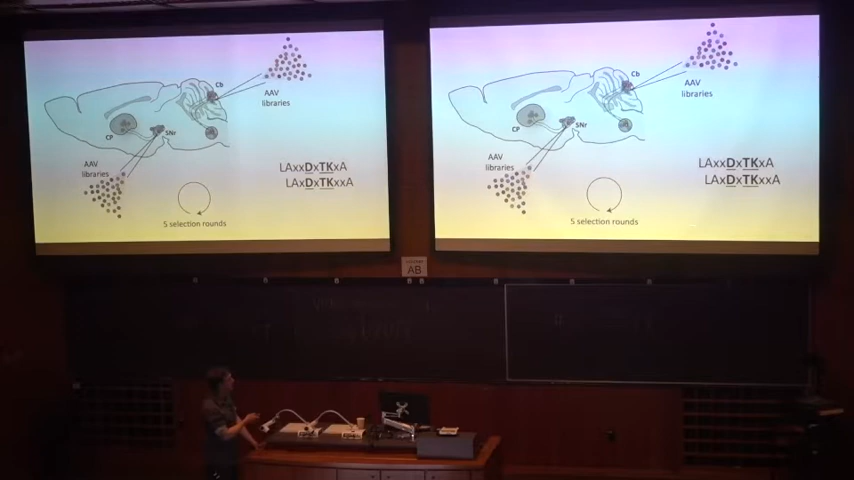 Cb
AAV
libraries
CP
SNr
AAV
libraries
LAxxDxTKxA
LAxDxTKxxA
5 selection rounds
Cb
AAV
libraries
CP
SNr
AAV
libraries
LAxxDxTKxA
LAxDxTKxxA
5 selection rounds
AB